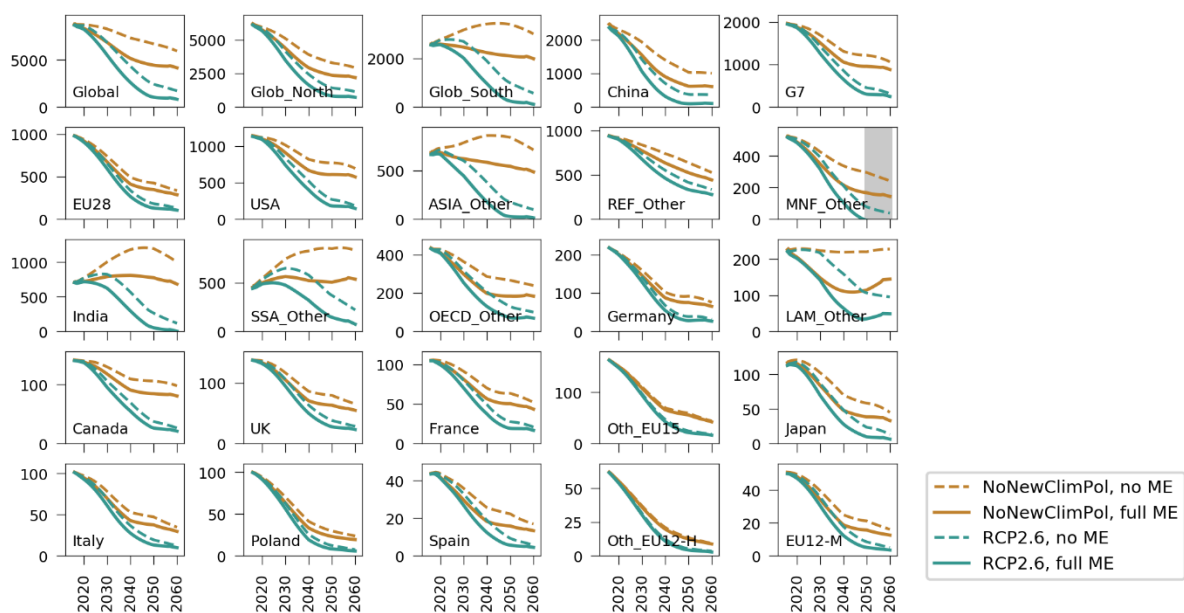 5000
0
Global
5000
2500
0
Glob_North
2000
0
Glob_South
2000
1000
0
China
2000
1000
0
G7
1000
500
0
EU28
1000
500
0
USA
500
0
ASIA_Other
1000
500
0
REF_Other
400
200
0
MNF_Other
1000
500
0
India
500
0
SSA_Other
400
200
0
OECD_Other
200
100
0
Germany
200
100
0
LAM_Other
100
0
Canada
100
0
UK
100
50
0
France
100
0
Oth_EU15
100
50
0
Japan
100
50
0
Italy
100
50
0
Poland
40
20
0
Spain
50
25
0
Oth_EU12-H
50
25
0
EU12-M
2020 2030 2040 2050 2060
2020 2030 2040 2050 2060
2020 2030 2040 2050 2060
2020 2030 2040 2050 2060
2020 2030 2040 2050 2060
NoNewClimPol, no ME
NoNewClimPol, full ME
RCP2.6, no ME
RCP2.6, full ME